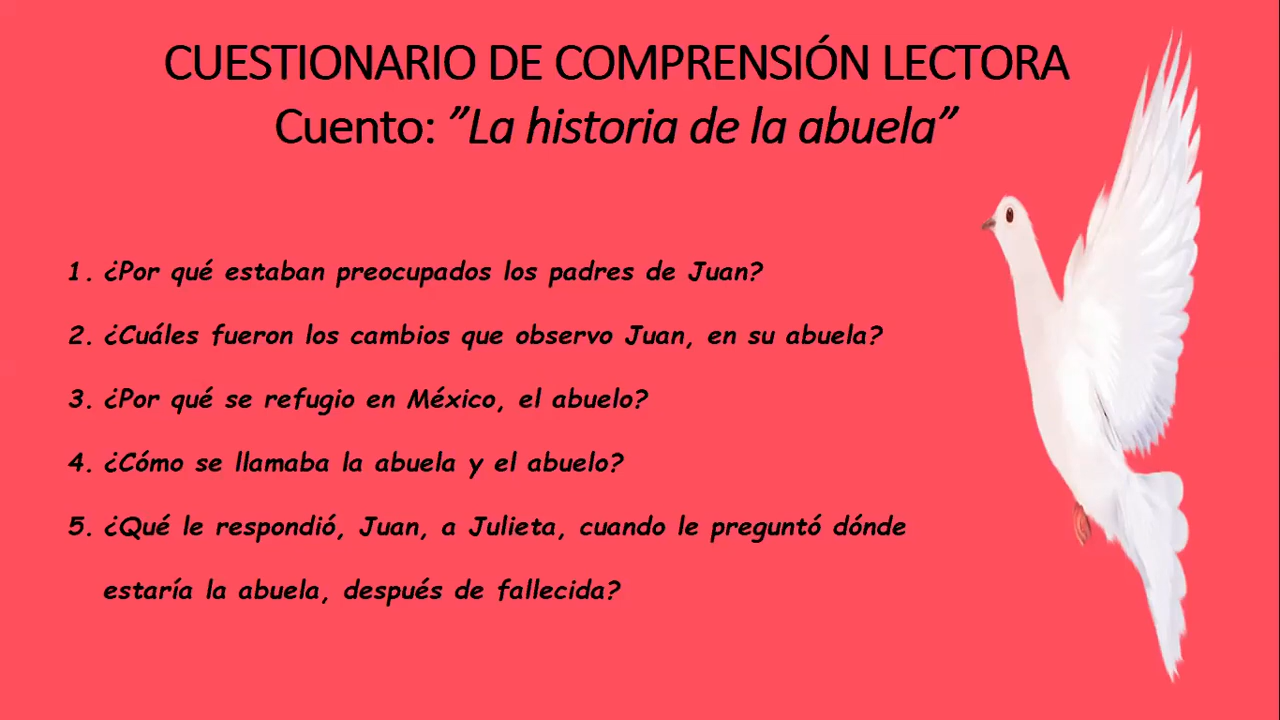 CUESTIONARIO DE COMPRENSIÓN LECTORA
Cuento: ”La historia de la abuela”
1. ¿Por qué estaban preocupados los padres de Juan?
2. ¿Cuáles fueron los cambios que observo Juan, en su abuela?
3. ¿Por qué se refugio en México, el abuelo?
4. ¿Cómo se llamaba la abuela y el abuelo?
5. ¿Qué le respondió, Juan, a Julieta, cuando le preguntó dónde
estaría la abuela, después de fallecida?